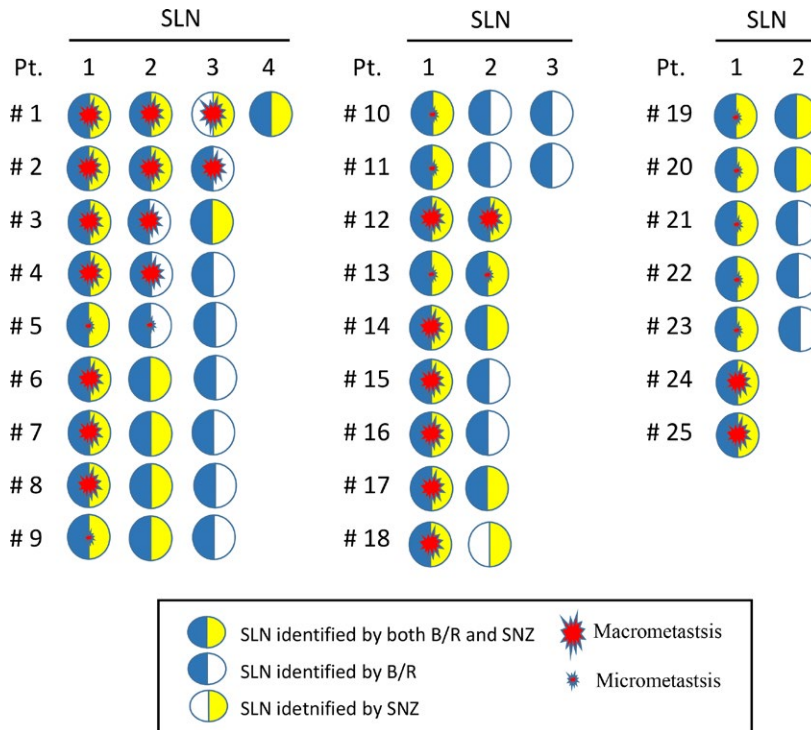 SLN SLN SLN
Pt. 1 2 3 4 Pt. 1 2 3 Pt. 1 2
# 1 # 10 # 19
# 2 # 11 # 20
# 3 # 12 # 21
# 4 # 13 # 22
# 5 # 14 # 23
# 6 # 15 # 24
# 7 # 16 # 25
# 8 # 17
# 9 # 18
SLN identified by both B/R and SNZ Macrometastsis
SLN identified by B/R Micrometastsis
SLN idetnified by SNZ